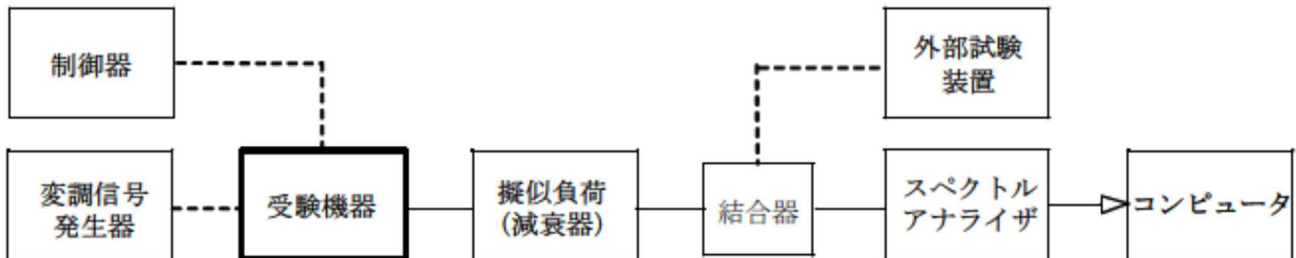 制御器
外部試験
装置
変調信号
発生器
受験機器
擬似負荷
(減衰器)
結合器
スペクトル
アナライザ
コンピュータ